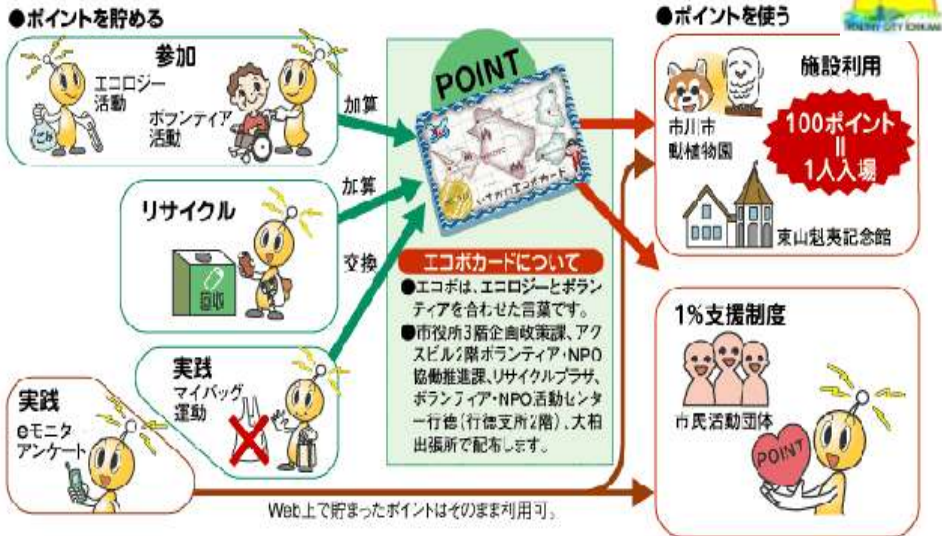 ●ポイントを貯める
参加
エコロジー
活動
ボランティア
活動
加算
リサイクル
回収
加算
実践
マイバッグ
運動
交換
実践
eモニタ
アンケート
POINT
いちかわエコボカード
エコボカードについて
●エコボは、エコロジーとボラン
ティアを合わせた言葉です。
●市役所3階企画政策課、アク
スビル2階ボランティア・NPO
協働推進課、リサイクルプラザ、
ボランティア・NPO活動センタ
ー行徳(行徳支所2階)、大柏
出張所で配布します。
Web上で貯まったポイントはそのまま利用可。
●ポイントを使う
施設利用
市川市
動植物園
100ポイント
||
1人入場
東山魁夷記念館
1%支援制度
市民活動団体
POINT